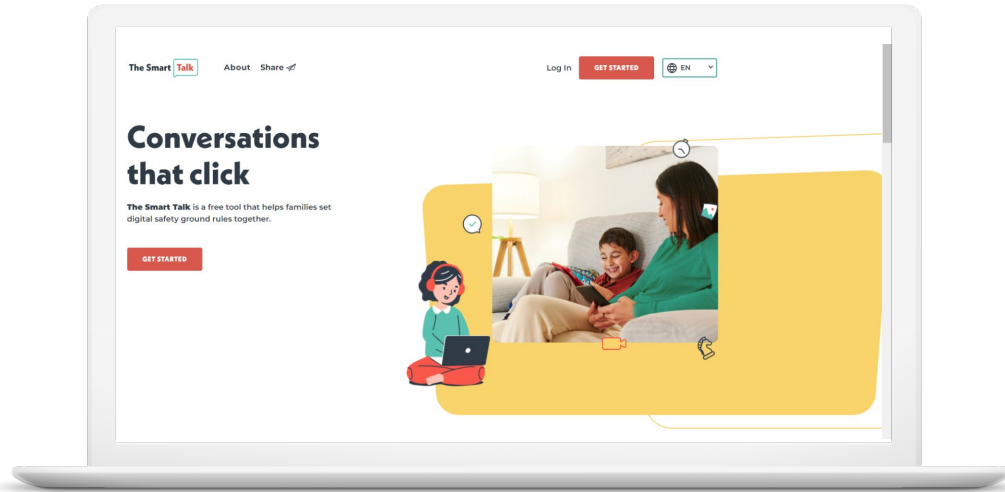 The Smart Talk
About
Share
Log In
GET STARTED
EN
Conversations
that click
The Smart Talk is a free tool that helps families set
digital safety ground rules together.
GET STARTED